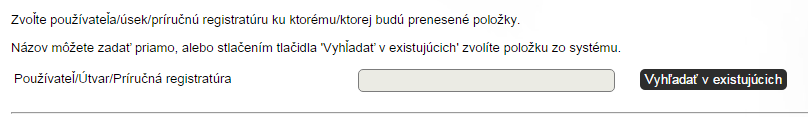 Zvoľte používateľa/úsek/príručnú registratúru ku ktorému/ktorej budú prenesené položky.
Názov môžete zadať priamo, alebo stlačením tlačidla 'Vyhľadať v existujúcich' zvolíte položku zo systému.
Používateľ/Útvar/Príručná registratúra
Vyhľadať v existujúcich